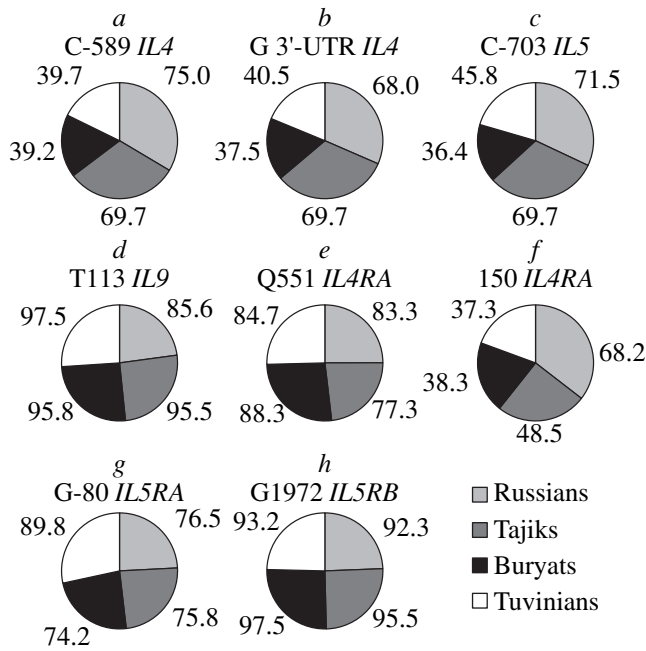 a
C-589 IL4
39.7 75.0
39.2
69.7
b
G 3'-UTR IL4
40.5 68.0
37.5
69.7
c
C-703 IL5
45.8 71.5
36.4
69.7
d
T113 IL9
97.5 85.6
95.8 95.5
e
Q551 IL4RA
84.7 83.3
88.3 77.3
f
150 IL4RA
37.3
68.2
38.3
48.5
g
G-80 IL5RA
89.8 76.5
74.2 75.8
h
G1972 IL5RB
93.2 92.3
97.5 95.5
Russians
Tajiks
Buryats
Tuvinians